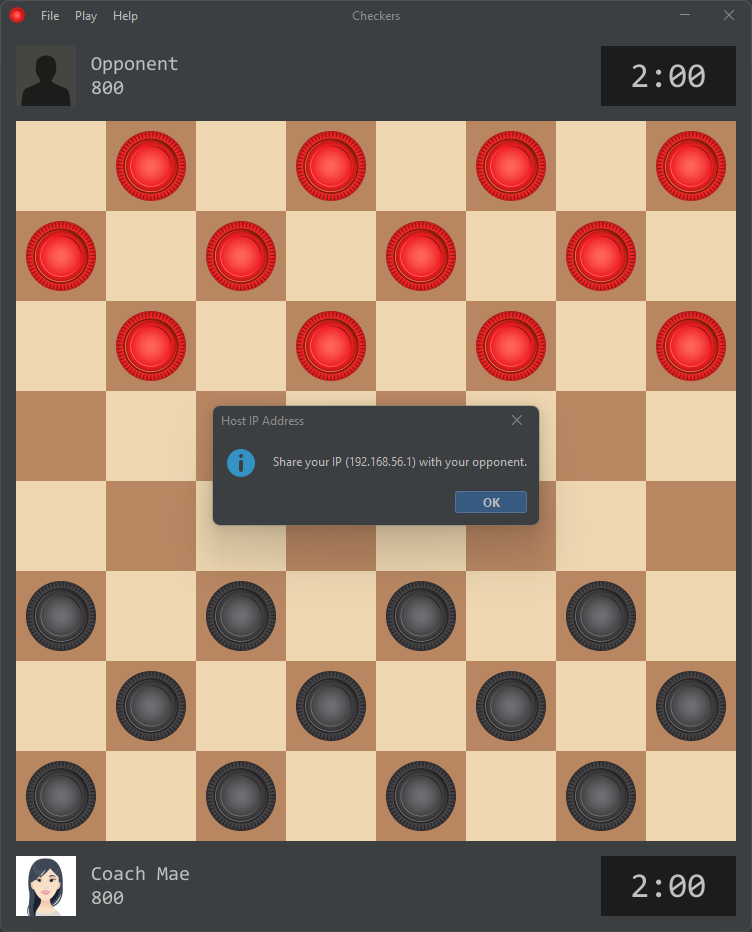 File Play Help Checkers
Opponent
800
2:00
Host IP Address
Share your IP (192.168.56.1) with your opponent.
OK
Coach Mae
800
2:00